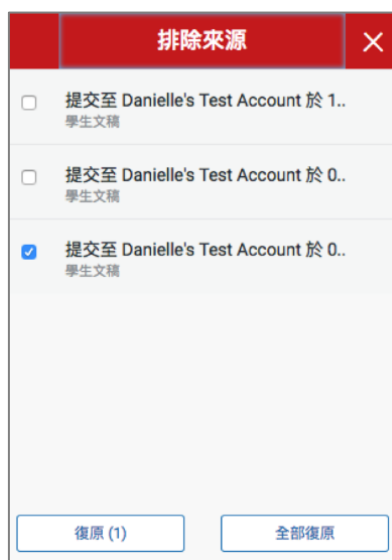 排除來源
提交至 Danielle's Test Account 於 1..
學生文稿
提交至 Danielle's Test Account 於 0..
學生文稿
提交至 Danielle's Test Account 於 0..
學生文稿
復原 (1)
全部復原